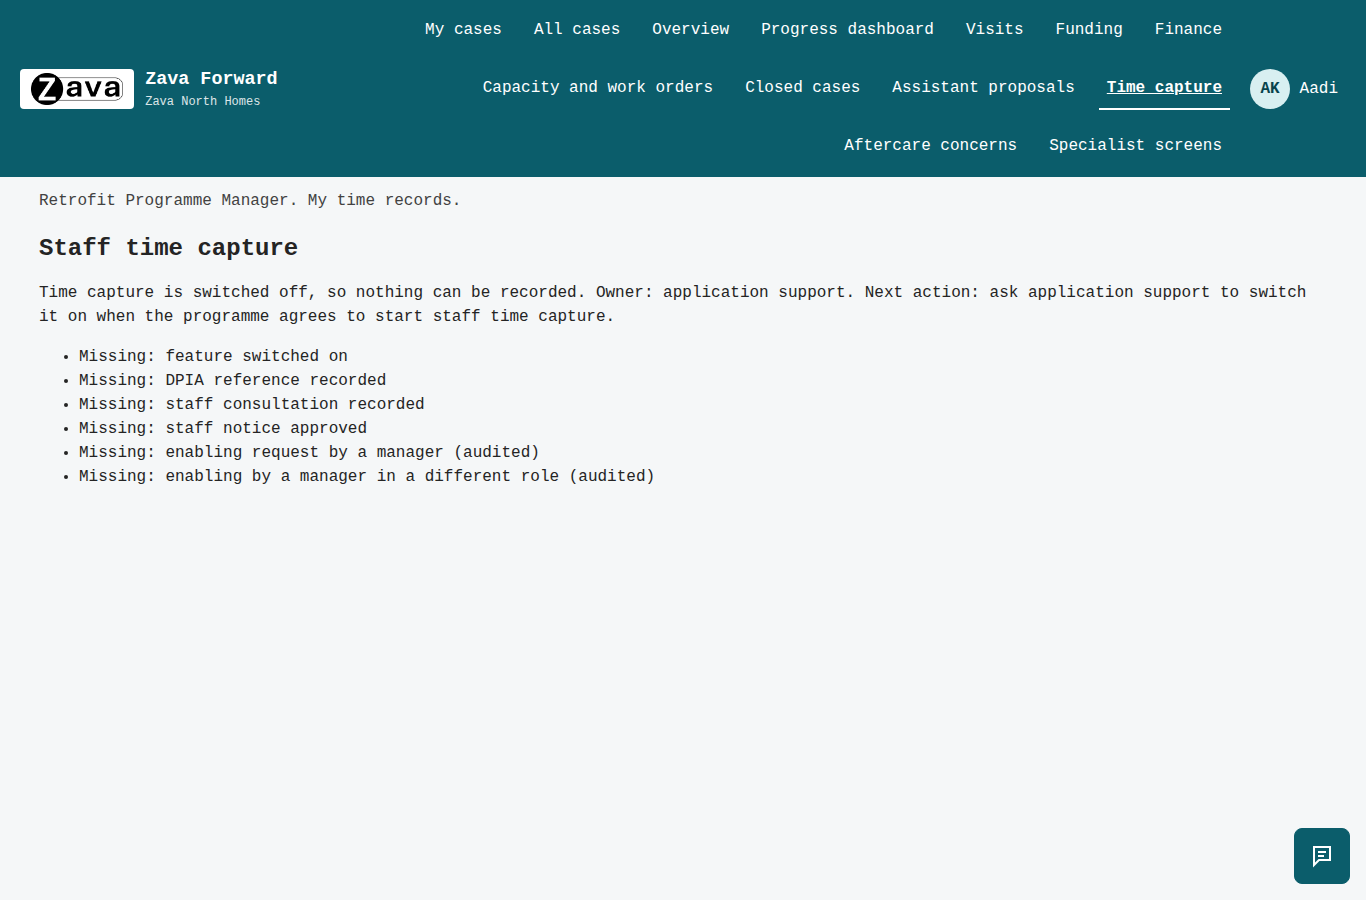 My cases All cases Overview Progress dashboard Visits Funding Finance
Zava
Zava Forward
Zava North Homes
Capacity and work orders Closed cases Assistant proposals Time capture
AK Aadi
Aftercare concerns Specialist screens
Retrofit Programme Manager. My time records.
Staff time capture
Time capture is switched off, so nothing can be recorded. Owner: application support. Next action: ask application support to switch
it on when the programme agrees to start staff time capture.
• Missing: feature switched on
• Missing: DPIA reference recorded
• Missing: staff consultation recorded
• Missing: staff notice approved
• Missing: enabling request by a manager (audited)
• Missing: enabling by a manager in a different role (audited)